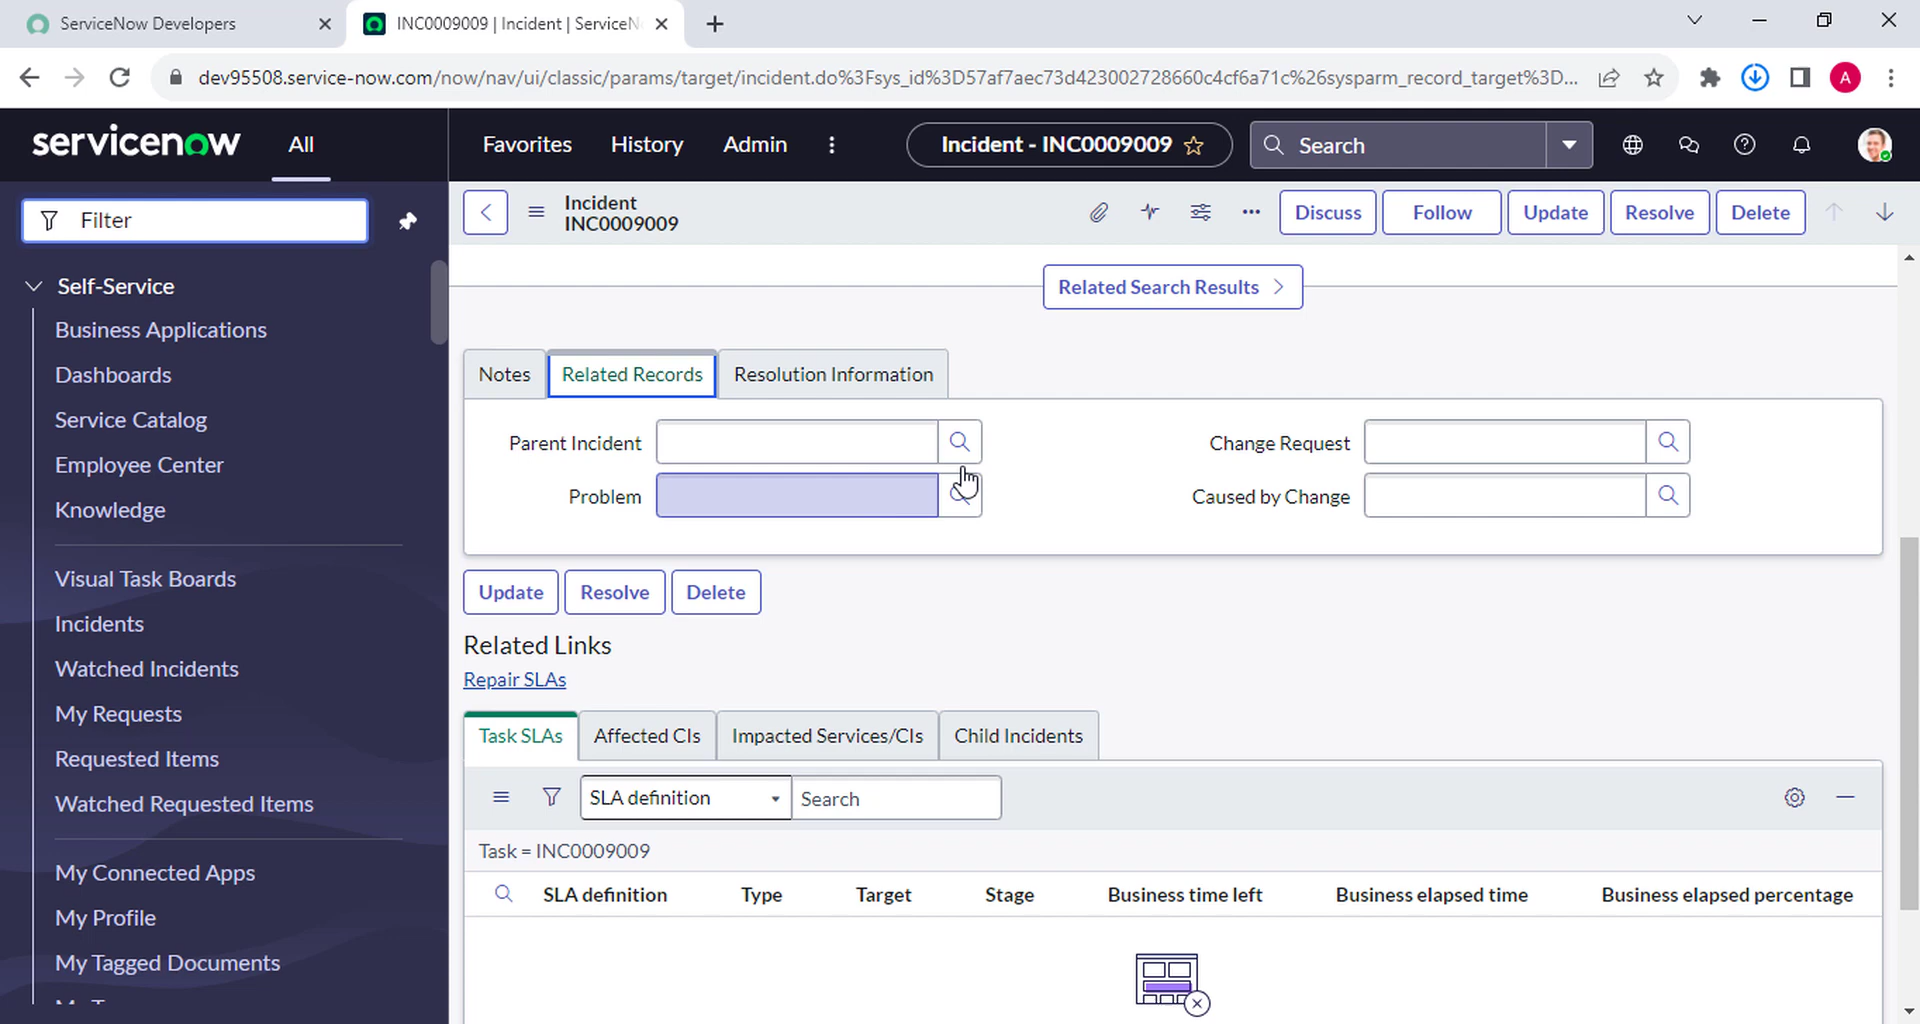 ServiceNow Developers
INC0009009 | Incident | ServiceN
dev95508.service-now.com/now/nav/ui/classic/params/target/incident.do%3Fsys_id%3D57af7aec73d423002728660c4cf6a71c%26sysparm_record_target%3D...
A
servicenow
All
Favorites
History
Admin
Incident - INC0009009
Search
Filter
Incident
INC0009009
Discuss
Follow
Update
Resolve
Delete
Self-Service
Business Applications
Dashboards
Service Catalog
Employee Center
Knowledge
Visual Task Boards
Incidents
Watched Incidents
My Requests
Requested Items
Watched Requested Items
My Connected Apps
My Profile
My Tagged Documents
Related Search Results
Notes
Related Records
Resolution Information
Parent Incident
Change Request
Problem
Caused by Change
Update
Resolve
Delete
Related Links
Repair SLAs
Task SLAs
Affected CIs
Impacted Services/CIs
Child Incidents
SLA definition
Search
Task = INC0009009
SLA definition
Type
Target
Stage
Business time left
Business elapsed time
Business elapsed percentage